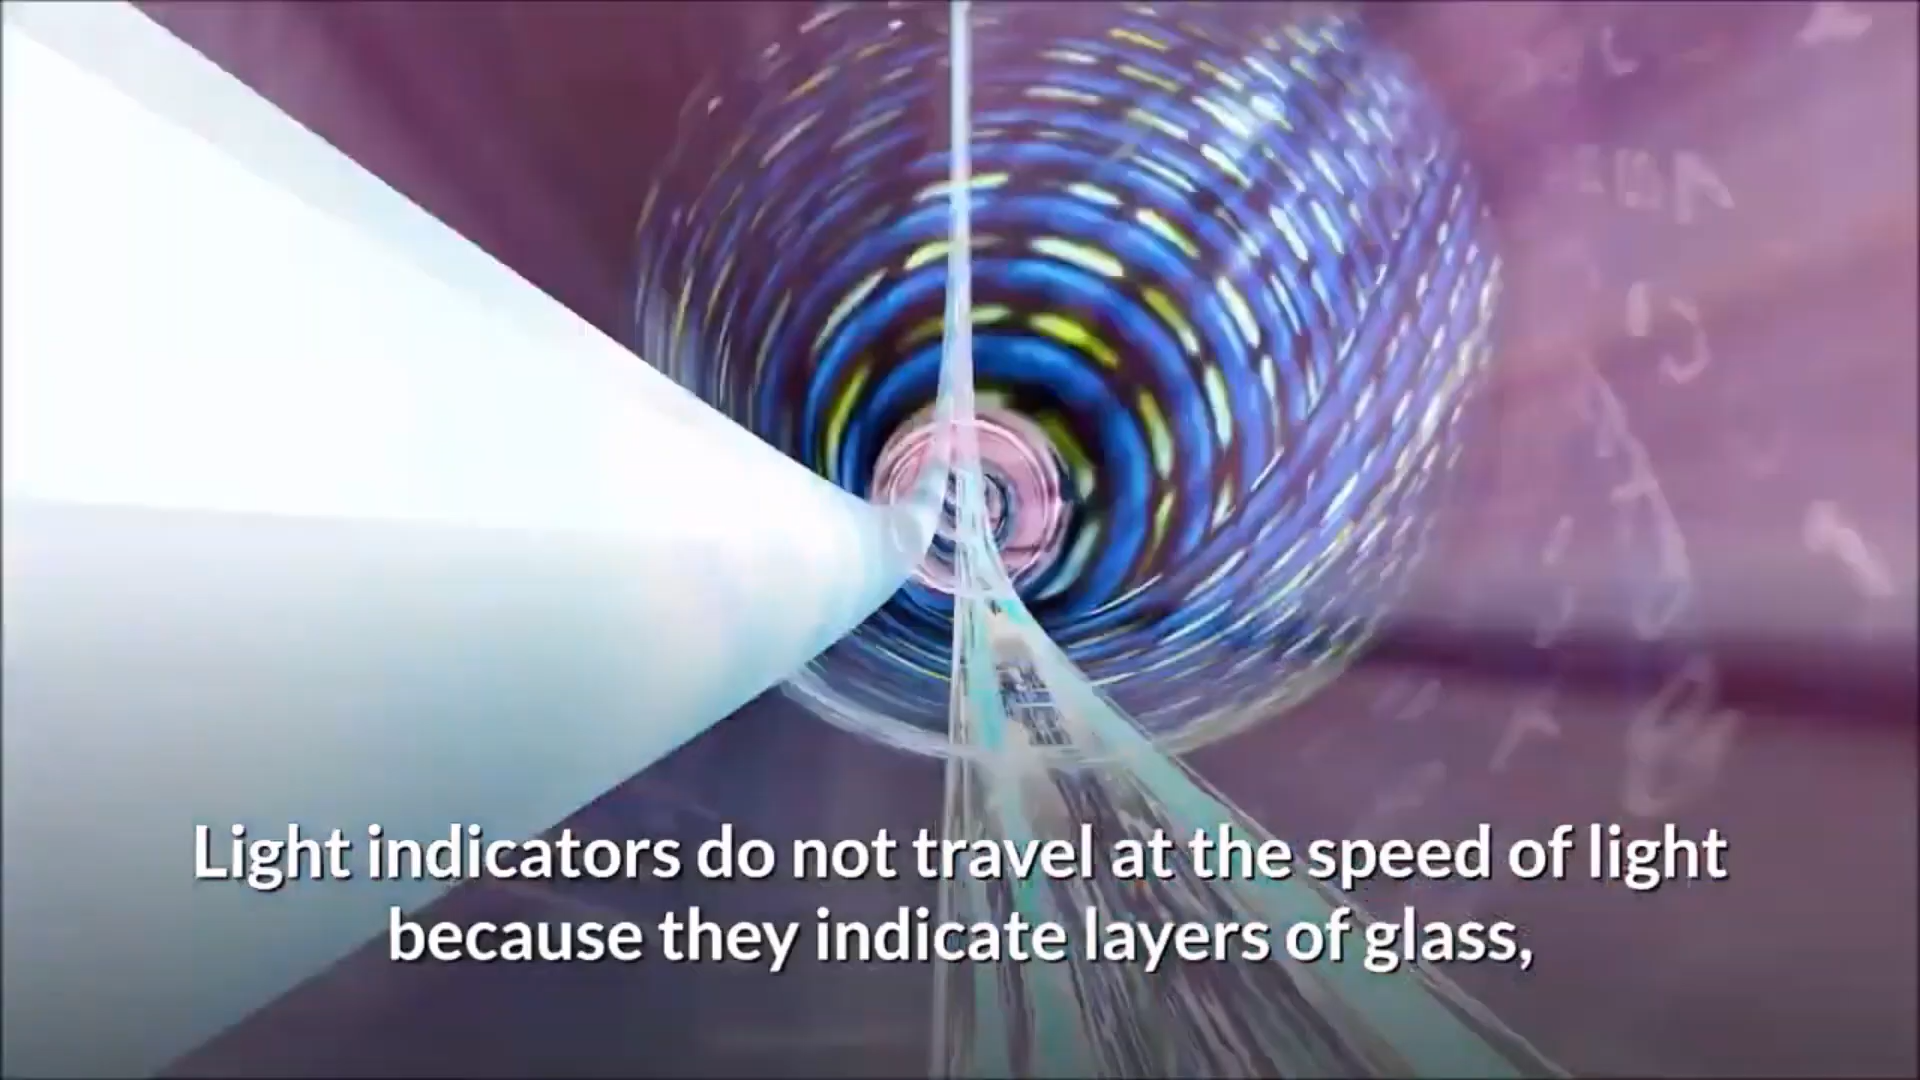 Light indicators do not travel at the speed of light
because they indicate layers of glass,